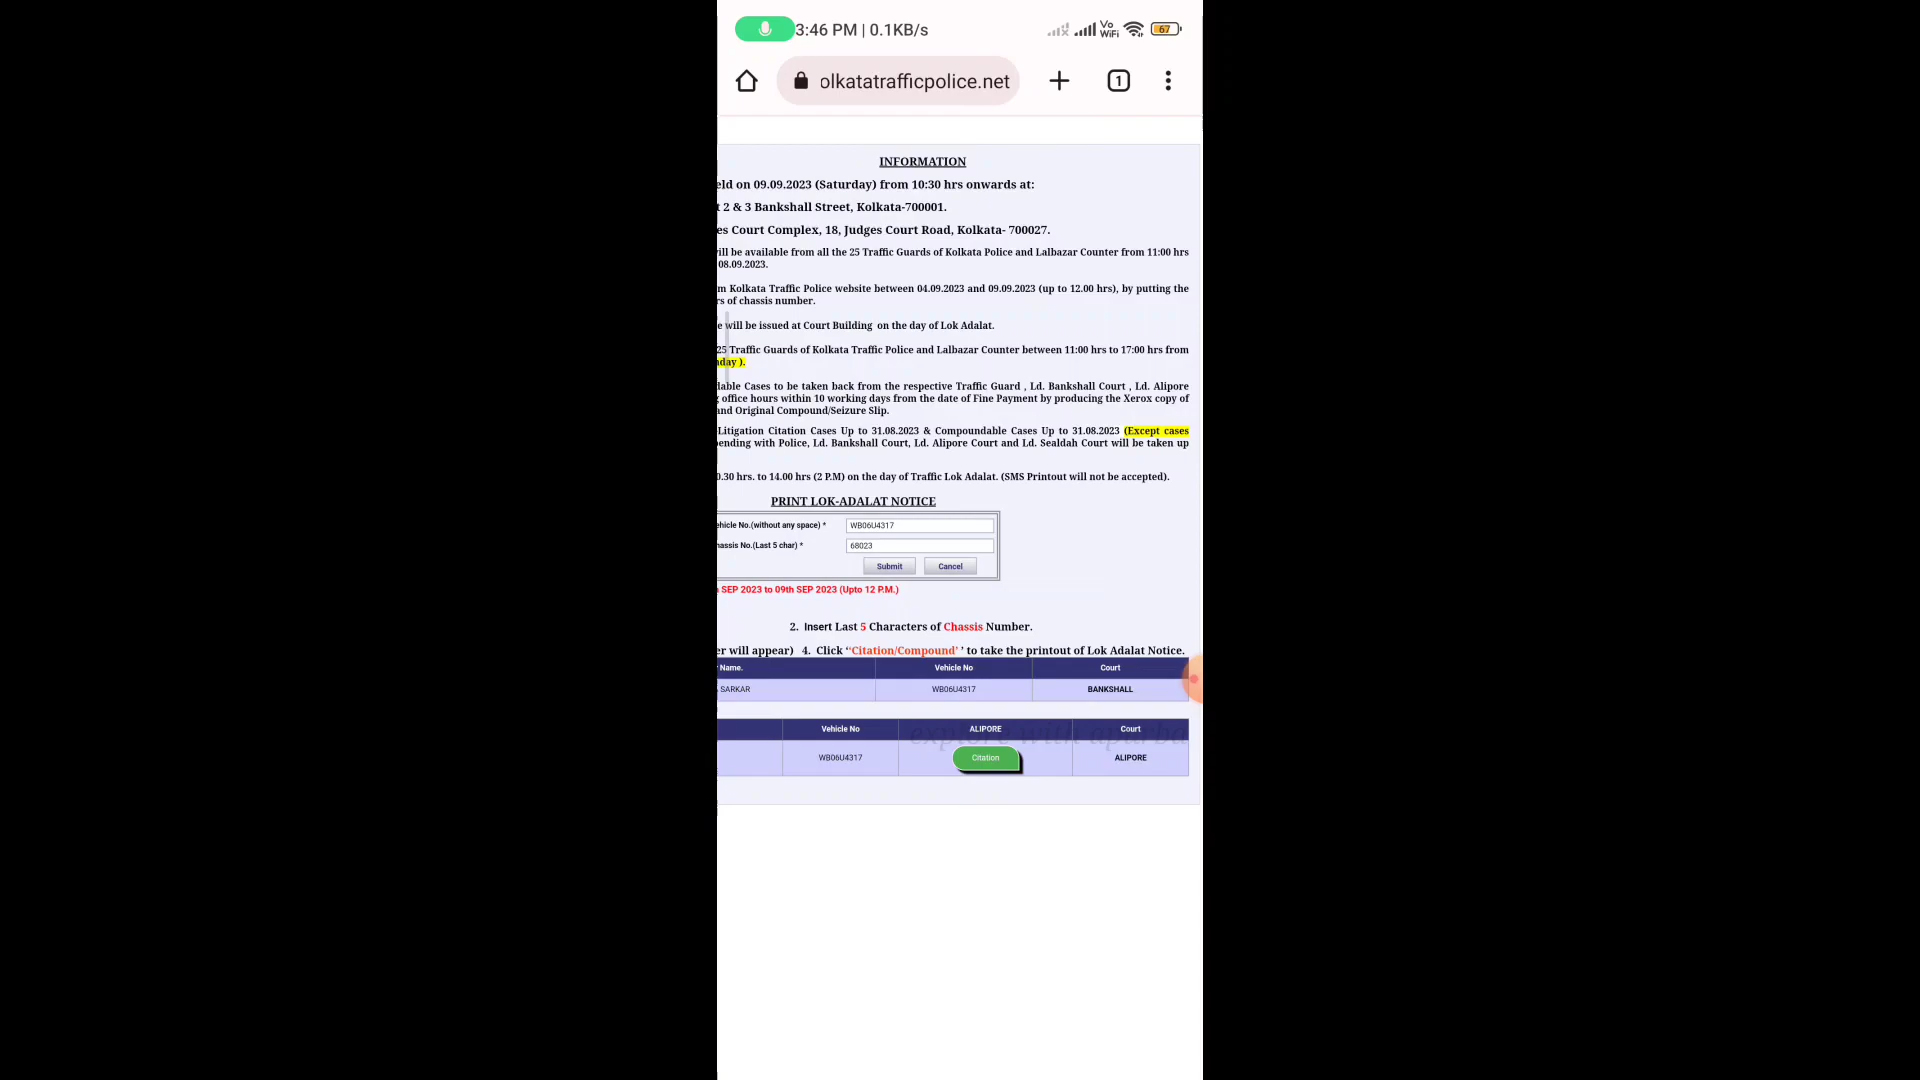 3:46 PM | 0.1KB/s
Vo WiFi
67
olkatatrafficpolice.net
1
INFORMATION
eld on 09.09.2023 (Saturday) from 10:30 hrs onwards at:
t 2 & 3 Bankshall Street, Kolkata-700001.
es Court Complex, 18, Judges Court Road, Kolkata- 700027.
ill be available from all the 25 Traffic Guards of Kolkata Police and Lalbazar Counter from 11:00 hrs
08.09.2023.
m Kolkata Traffic Police website between 04.09.2023 and 09.09.2023 (up to 12.00 hrs), by putting the
rs of chassis number.
e will be issued at Court Building on the day of Lok Adalat.
25 Traffic Guards of Kolkata Traffic Police and Lalbazar Counter between 11:00 hrs to 17:00 hrs from
day ).
dable Cases to be taken back from the respective Traffic Guard , Ld. Bankshall Court , Ld. Alipore
g office hours within 10 working days from the date of Fine Payment by producing the Xerox copy of
and Original Compound/Seizure Slip.
-Litigation Citation Cases Up to 31.08.2023 & Compoundable Cases Up to 31.08.2023 (Except cases
pending with Police, Ld. Bankshall Court, Ld. Alipore Court and Ld. Sealdah Court will be taken up
0.30 hrs. to 14.00 hrs (2 P.M) on the day of Traffic Lok Adalat. (SMS Printout will not be accepted).
PRINT LOK-ADALAT NOTICE
ehicle No.(without any space) * WB06U4317
hassis No.(Last 5 char) * 68023
Submit Cancel
SEP 2023 to 09th SEP 2023 (Upto 12 P.M.)
2. Insert Last 5 Characters of Chassis Number.
er will appear) 4. Click ‘‘Citation/Compound’ ’ to take the printout of Lok Adalat Notice.
Name. Vehicle No Court
SARKAR WB06U4317 BANKSHALL
Vehicle No ALIPORE Court
explore with apurba
WB06U4317 Citation ALIPORE